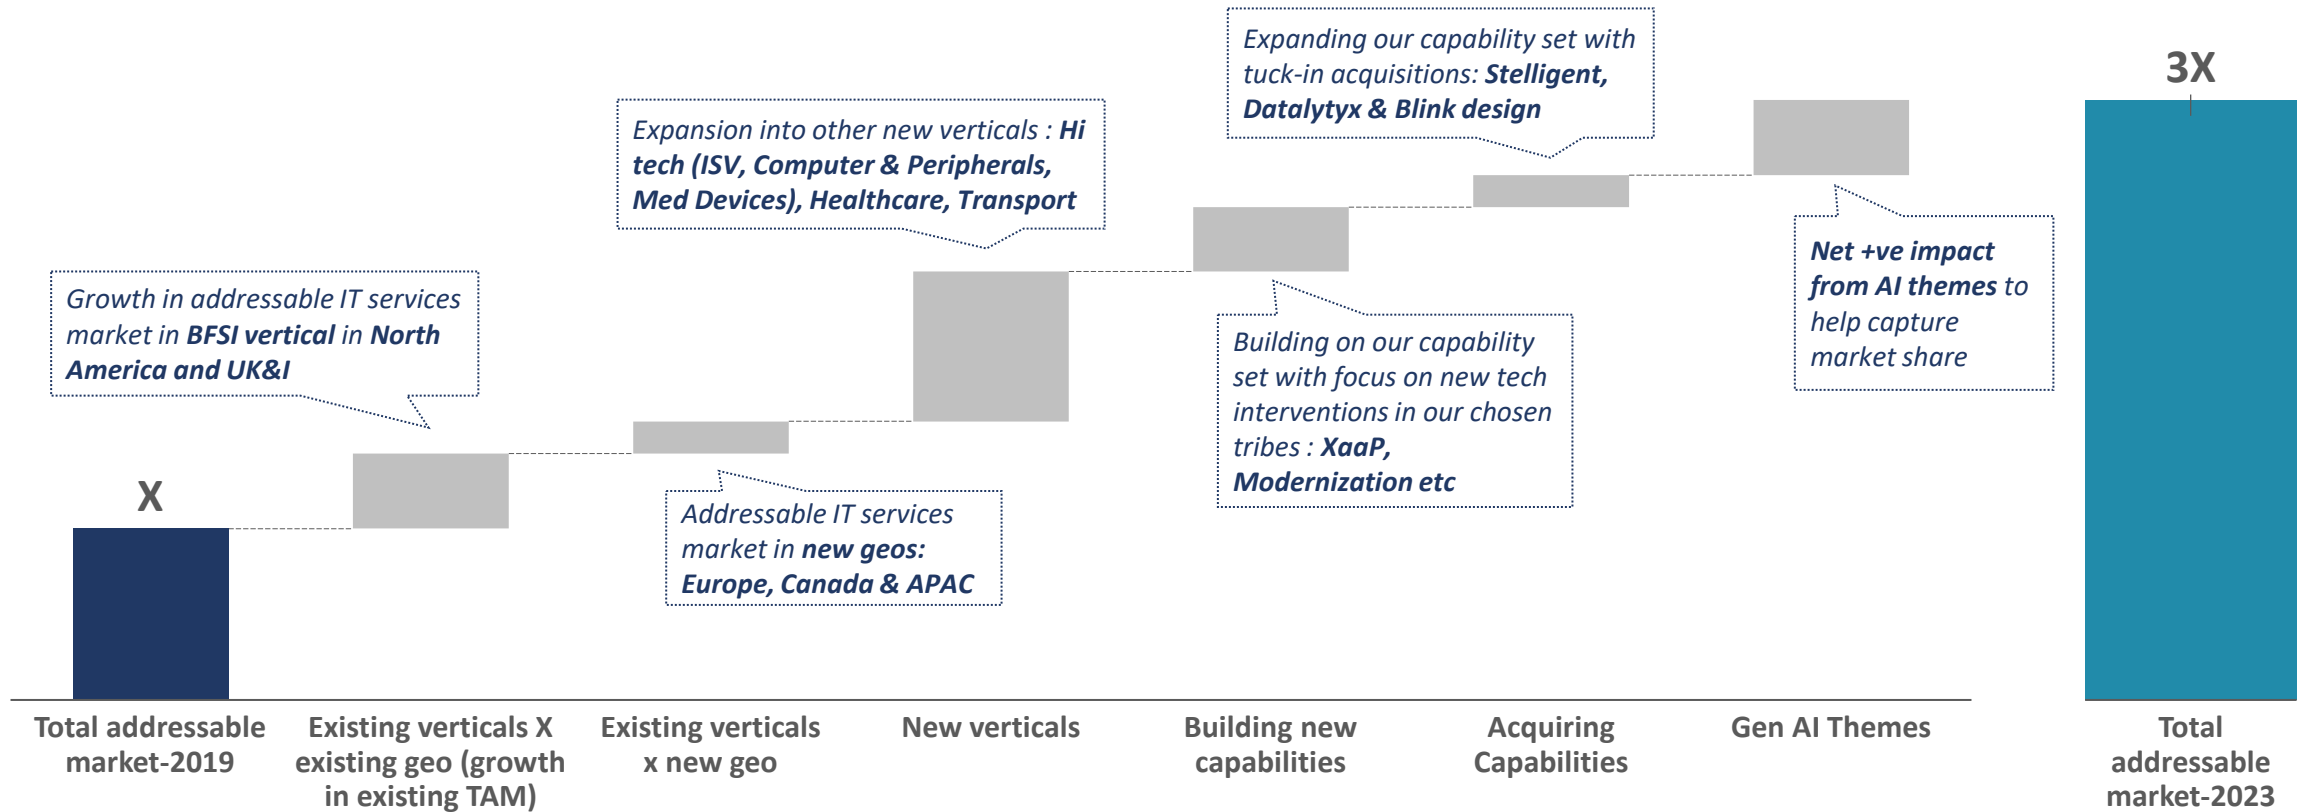 Expanding our capability set with
tuck-in acquisitions: Stelligent,
Datalytyx & Blink design
3X
Expansion into other new verticals : Hi
tech (ISV, Computer & Peripherals,
Med Devices), Healthcare, Transport
Net +ve impact
from AI themes to
help capture
market share
Growth in addressable IT services
market in BFSI vertical in North
America and UK&I
Building on our capability
set with focus on new tech
interventions in our chosen
tribes : XaaP,
Modernization etc
X
Addressable IT services
market in new geos:
Europe, Canada & APAC
Total addressable
market-2019
Existing verticals X
existing geo (growth
in existing TAM)
Existing verticals
x new geo
New verticals
Building new
capabilities
Acquiring
Capabilities
Gen AI Themes
Total
addressable
market-2023